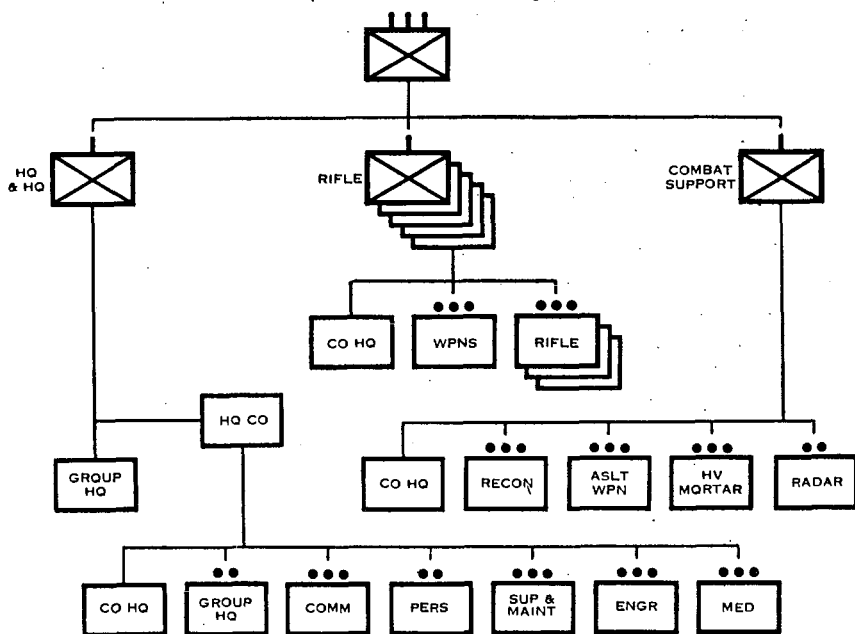 HQ
& HQ
RIFLE
COMBAT
SUPPORT
CO HQ
WPNS
RIFLE
HQ CO
GROUP
HQ
CO HQ
RECON
ASLT
WPN
HV
MORTAR
RADAR
CO HQ
GROUP
HQ
COMM
PERS
SUP &
MAINT
ENGR
MED